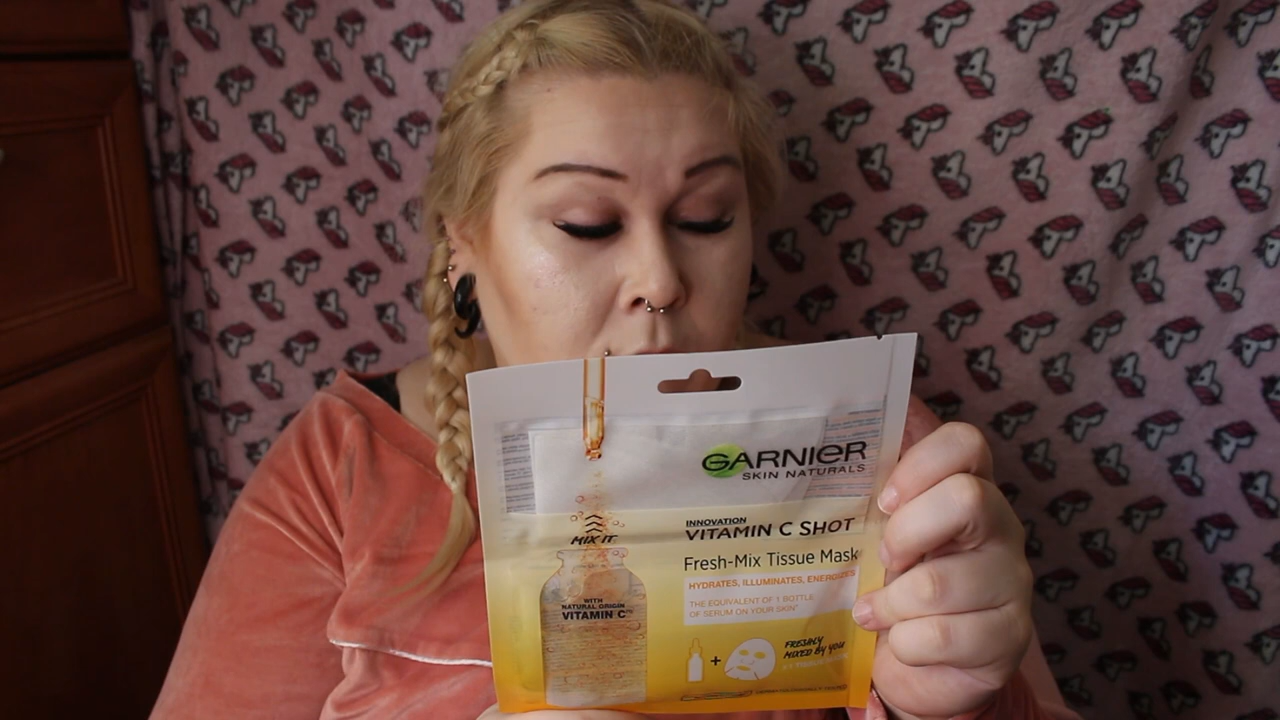 GARNIER
SKIN NATURALS
INNOVATION
VITAMIN C SHOT
Fresh-Mix Tissue Mask
HYDRATES, ILLUMINATES, ENERGIZES
THE EQUIVALENT OF 1 BOTTLE
OF SERUM ON YOUR SKIN*
MIX IT
WITH
NATURAL ORIGIN
VITAMIN C
+
FRESHLY
MIXED BY YOU